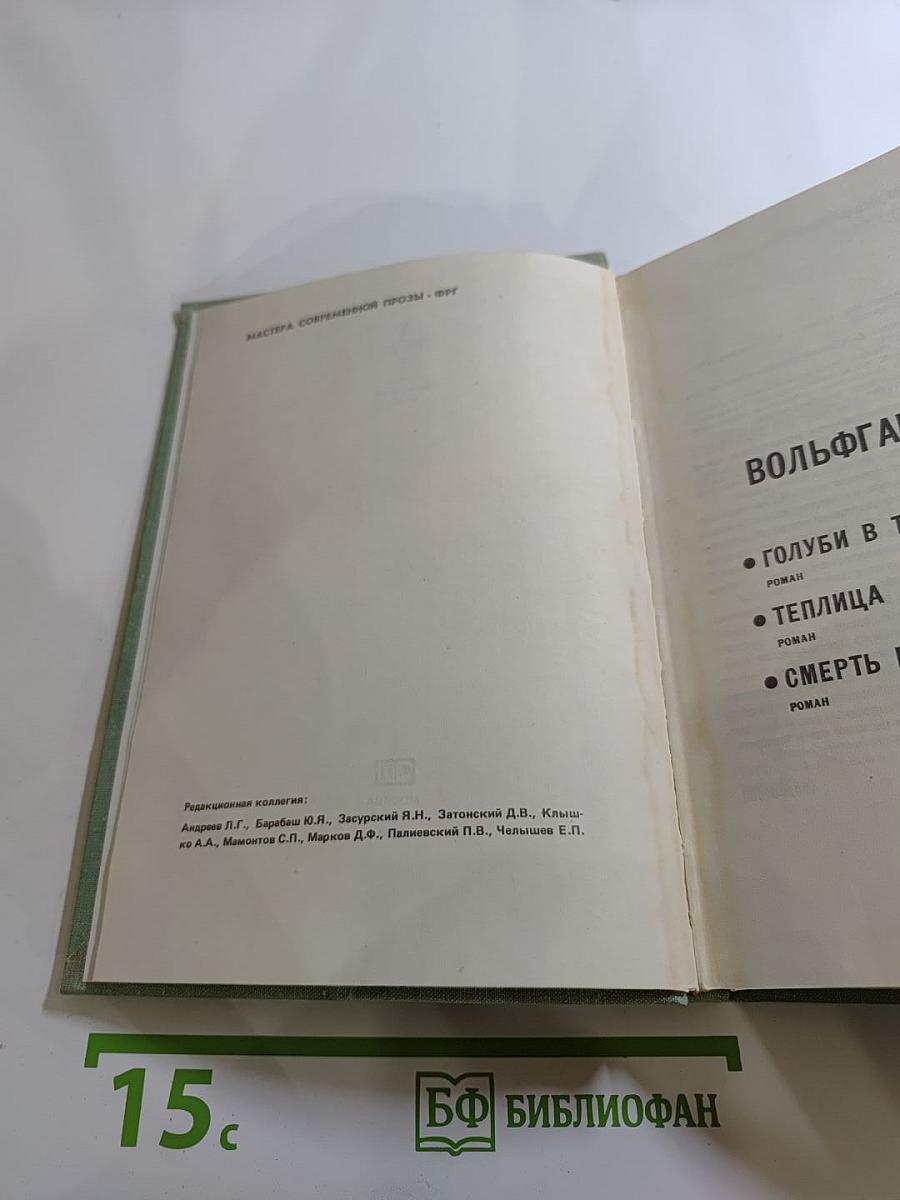 МАСТЕРА СОВРЕМЕННОЙ ПРОЗЫ · ФРГ
Редакционная коллегия:
Андреев Л.Г., Барабаш Ю.Я., Засурский Я.Н., Затонский Д.В., Клыш-
ко А.А., Мамонтов С.П., Марков Д.Ф., Палиевский П.В., Челышев Е.П.
ВОЛЬФГА
• ГОЛУБИ В Т
РОМАН
• ТЕПЛИЦА
РОМАН
• СМЕРТЬ
РОМАН
15 с
БФ БИБЛИОФАН